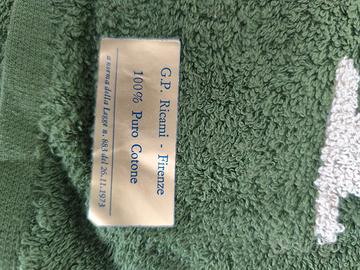 G.P. Ricami - Firenze
100% Puro Cotone
a norma della Legge n. 883 del 26.11.1973